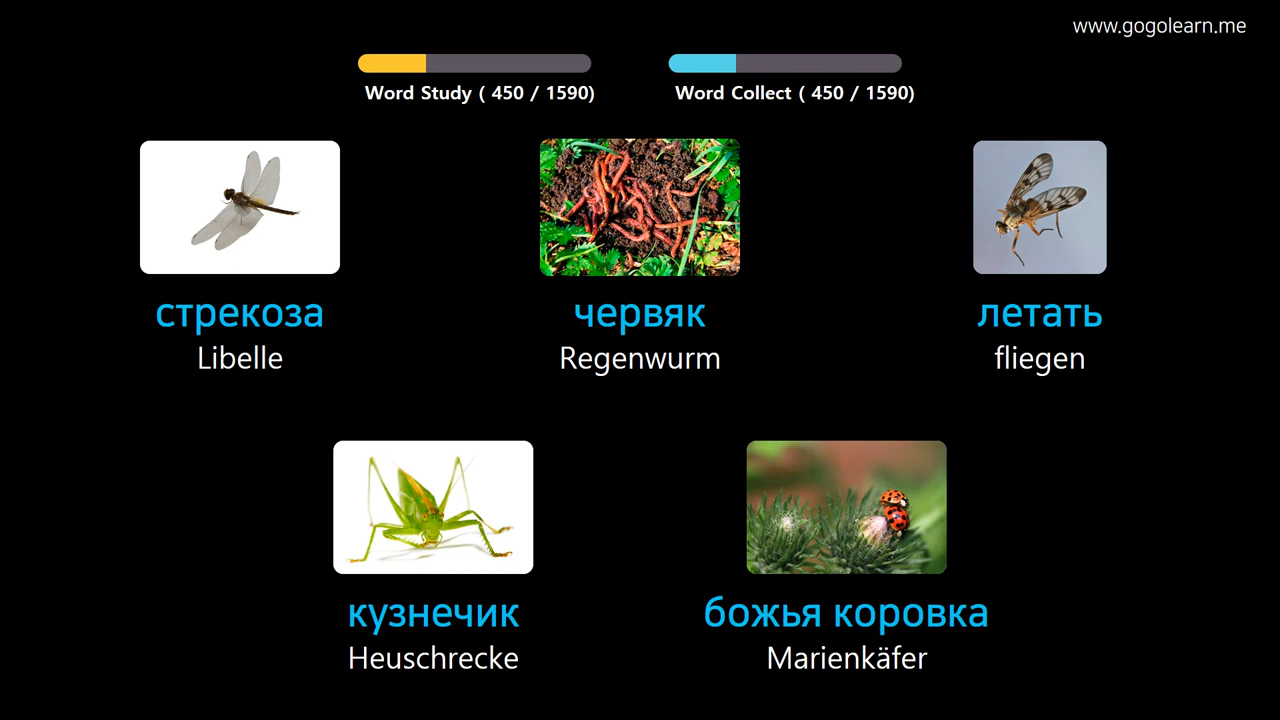 www.gogolearn.me
Word Study ( 450 / 1590)
Word Collect ( 450 / 1590)
стрекоза
Libelle
червяк
Regenwurm
летать
fliegen
кузнечик
Heuschrecke
божья коровка
Marienkäfer